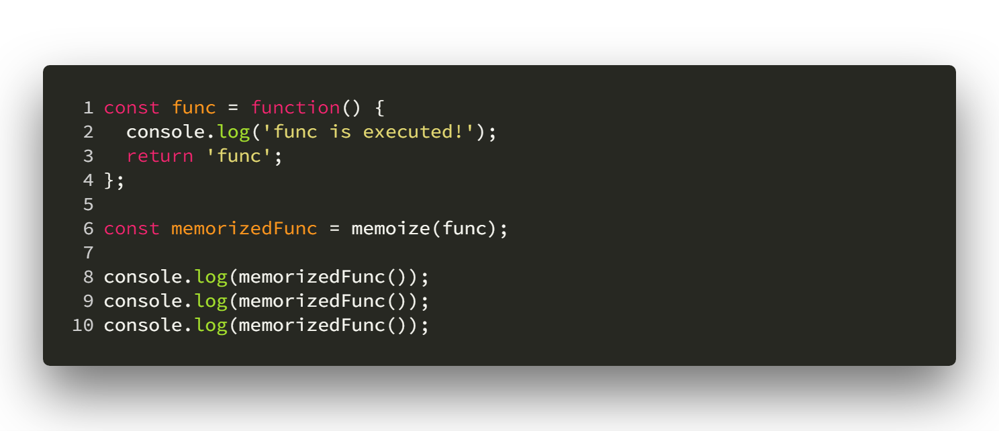 1 const func = function() {
2   console.log('func is executed!');
3   return 'func';
4 };
5
6 const memorizedFunc = memoize(func);
7
8 console.log(memorizedFunc());
9 console.log(memorizedFunc());
10 console.log(memorizedFunc());